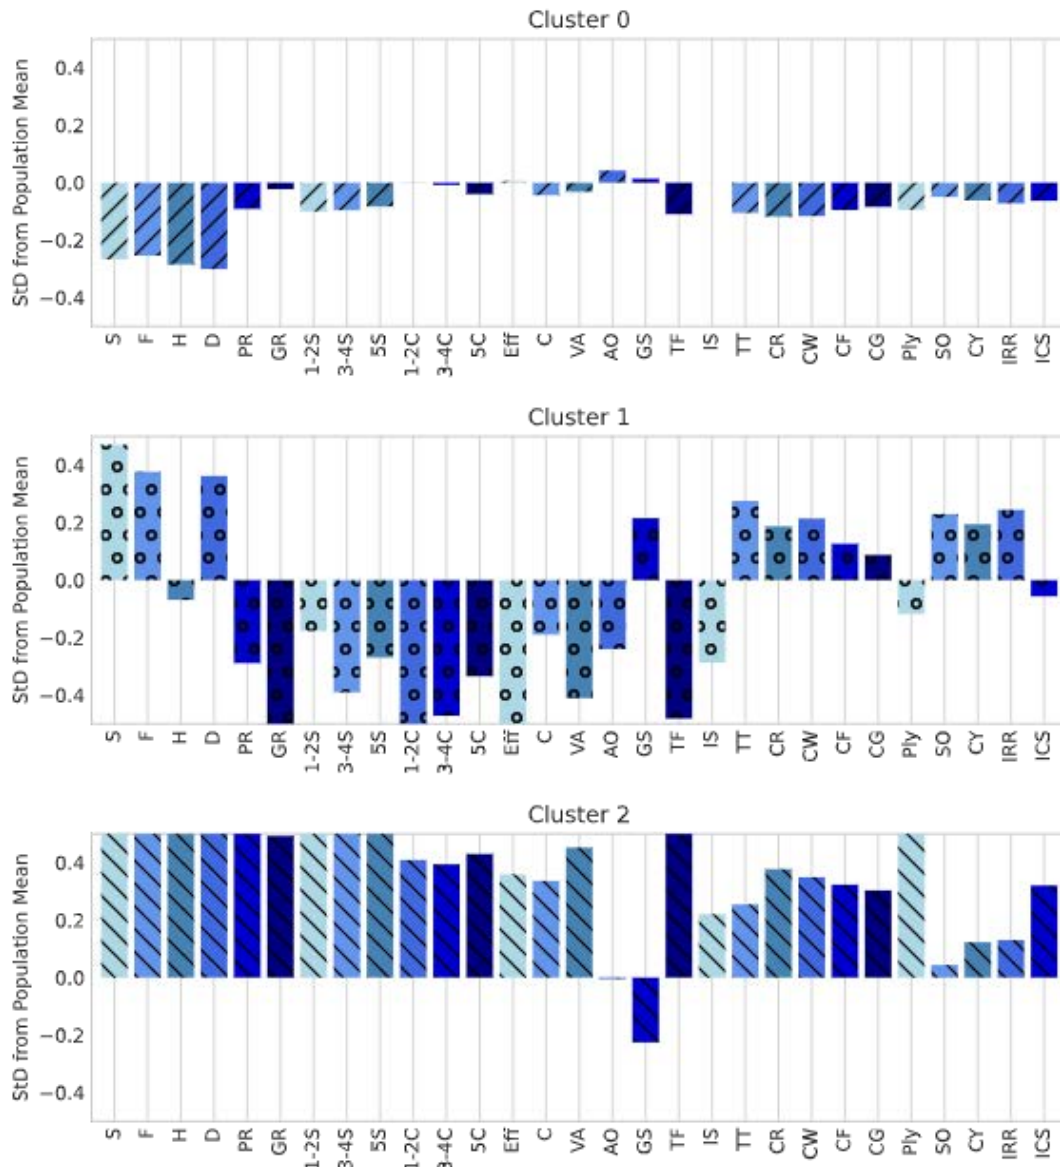 Cluster 0
StD from Population Mean
0.4
0.2
0.0
−0.2
−0.4
S F H D PR GR 1-2S 3-4S 5S 1-2C 3-4C 5C Eff C VA AO GS TF IS TT CR CW CF CG Ply SO CY IRR ICS
Cluster 1
StD from Population Mean
0.4
0.2
0.0
−0.2
−0.4
S F H D PR GR 1-2S 3-4S 5S 1-2C 3-4C 5C Eff C VA AO GS TF IS TT CR CW CF CG Ply SO CY IRR ICS
Cluster 2
StD from Population Mean
0.4
0.2
0.0
−0.2
−0.4
S F H D PR GR 1-2S 3-4S 5S 1-2C 3-4C 5C Eff C VA AO GS TF IS TT CR CW CF CG Ply SO CY IRR ICS